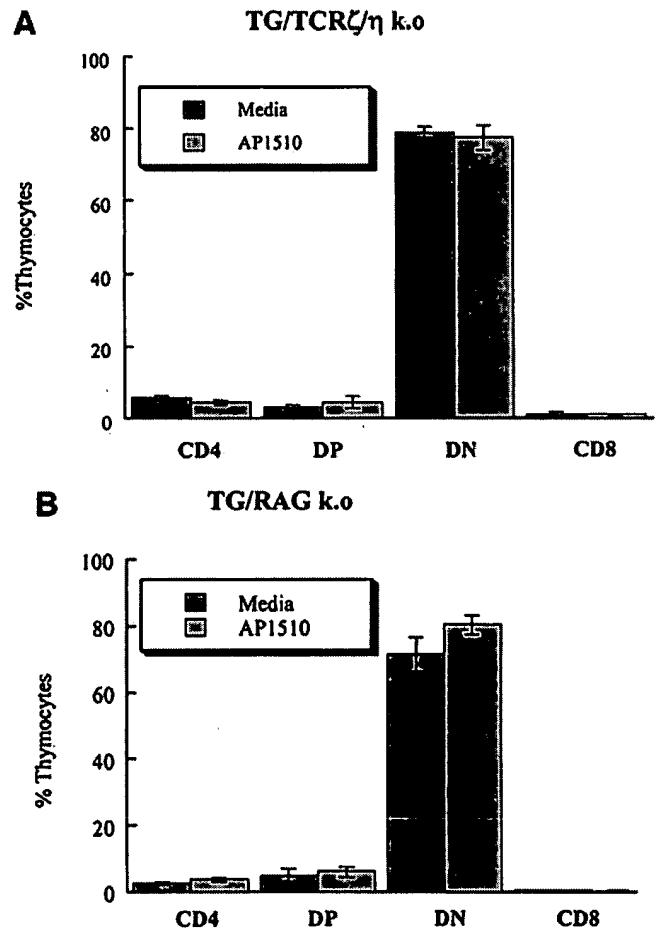 A
TG/TCRζ/η k.o
100
80
60
40
20
0
%Thymocytes
Media
AP1510
CD4 DP DN CD8
B
TG/RAG k.o
100
80
60
40
20
0
% Thymocytes
Media
AP1510
CD4 DP DN CD8